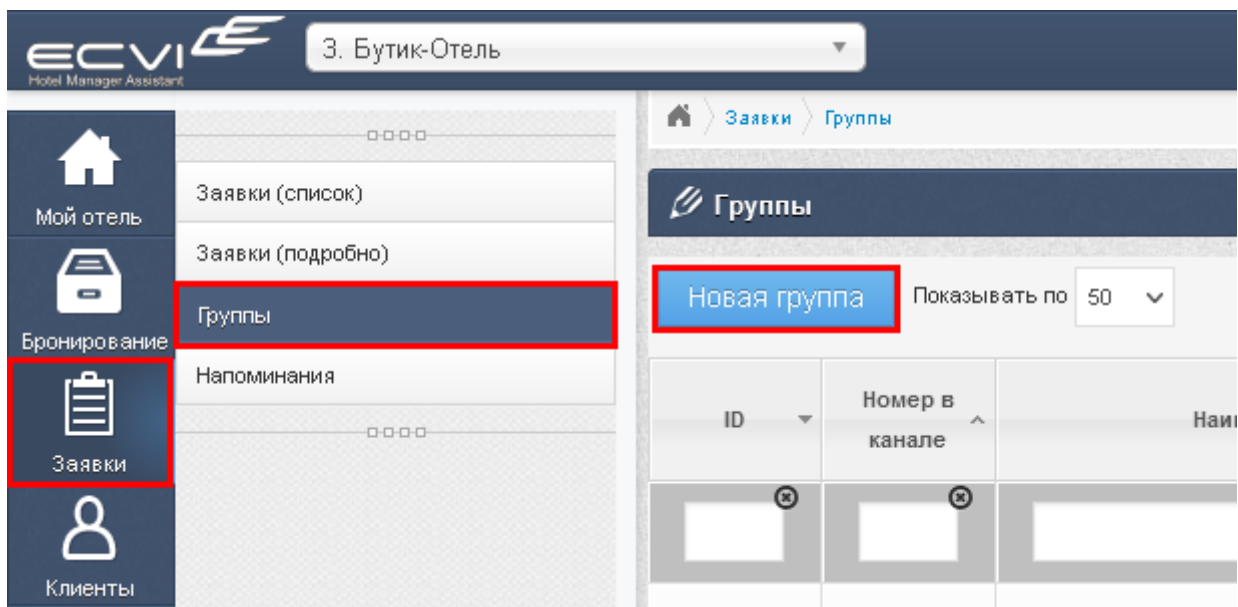 ECVI
Hotel Manager Assistant
3. Бутик-Отель
Мой отель
Бронирование
Заявки
Клиенты
Заявки (список)
Заявки (подробно)
Группы
Напоминания
Заявки
Группы
Группы
Новая группа
Показывать по 50
ID
Номер в
канале
Наи